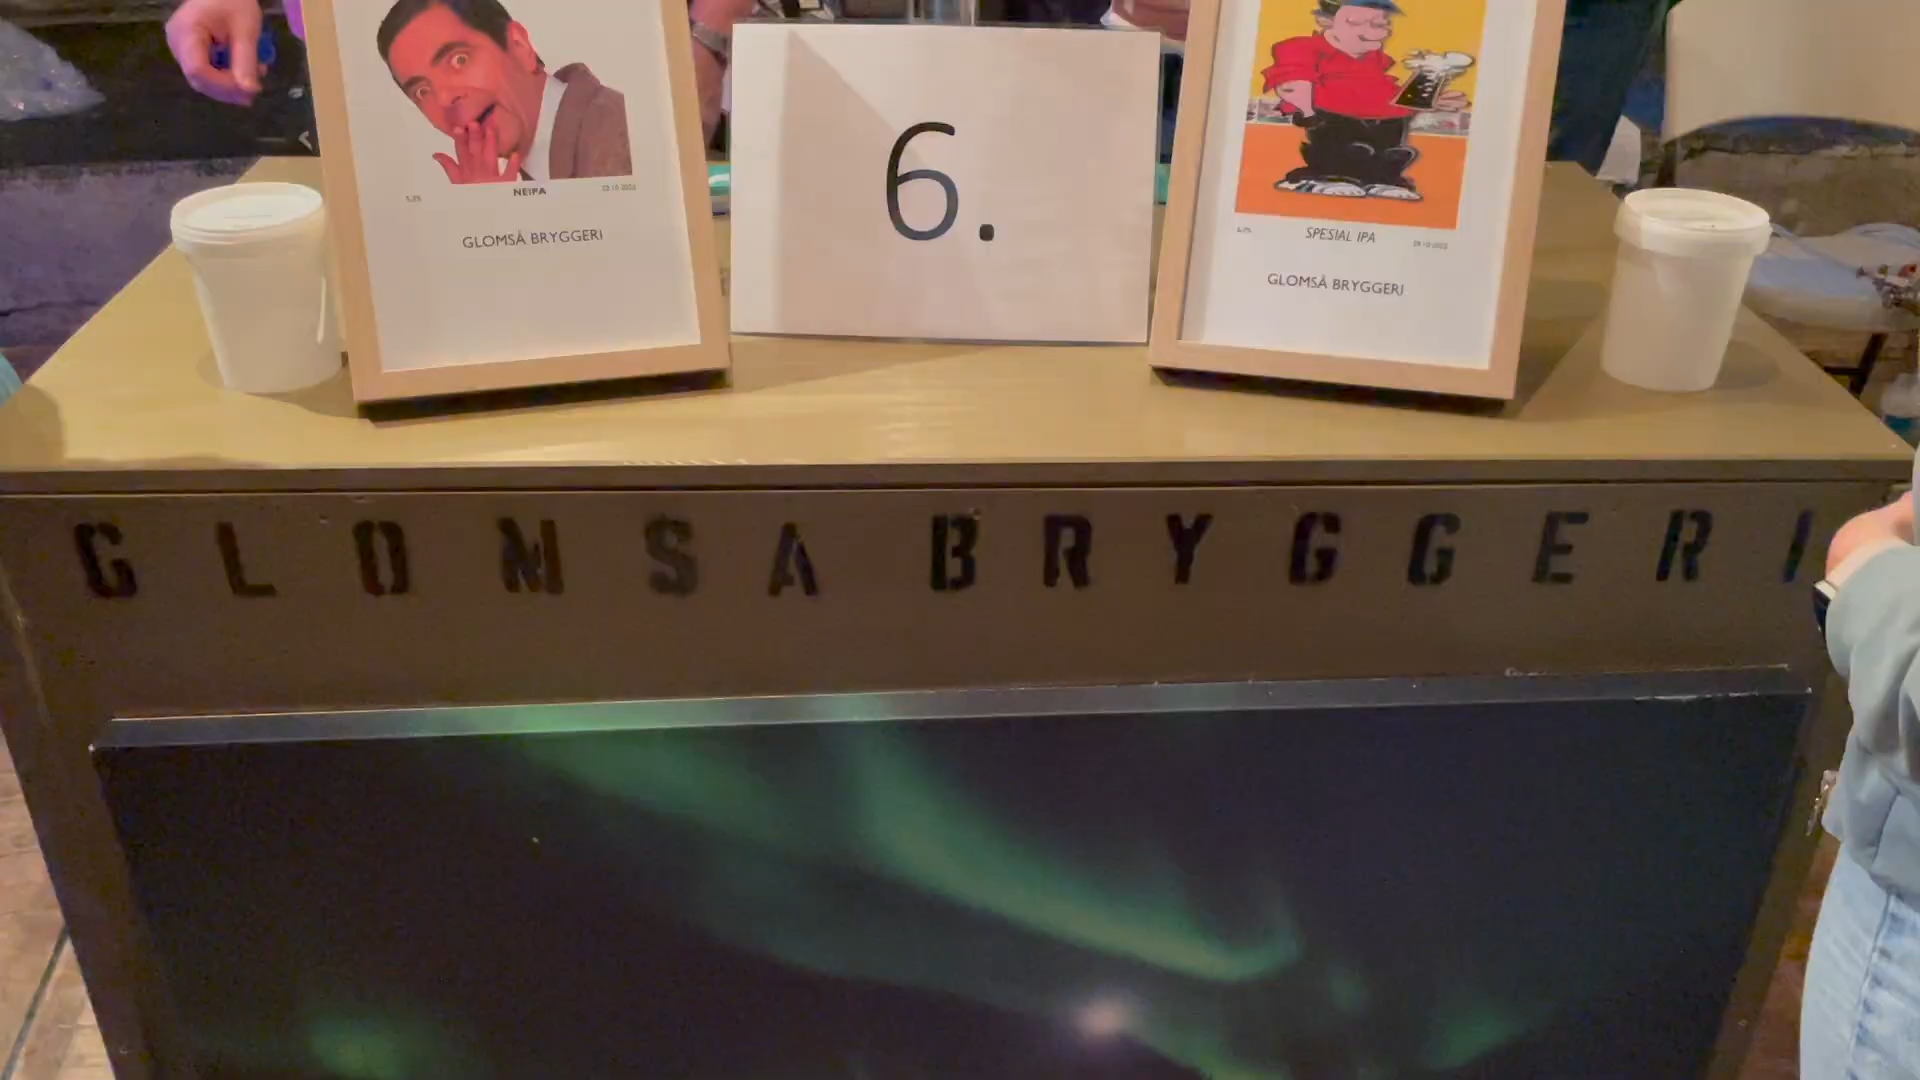 NEIPA
GLOMSÅ BRYGGERI
6.
SPESIAL IPA
GLOMSÅ BRYGGERI
GLOMSA BRYGGERI